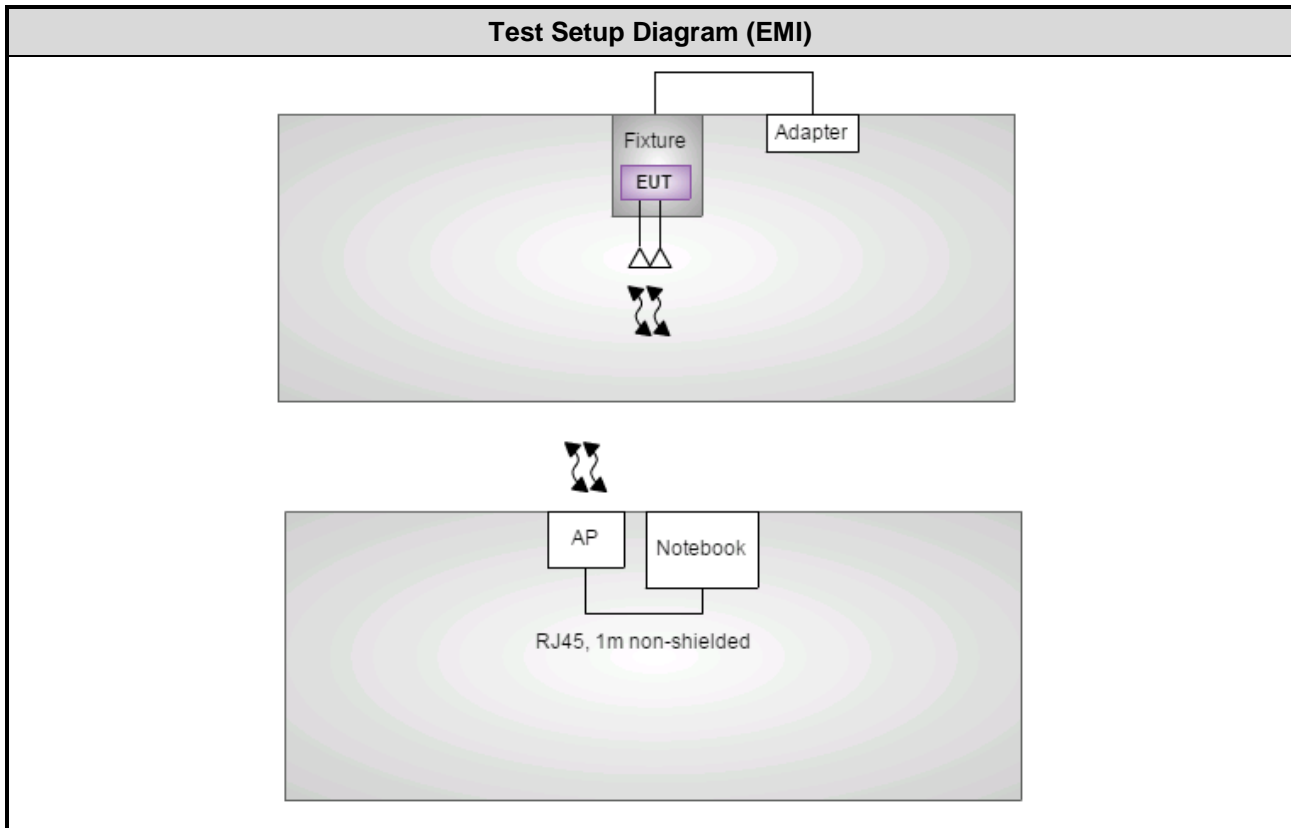 Test Setup Diagram (EMI)
Fixture
Adapter
EUT
AP
Notebook
RJ45, 1m non-shielded